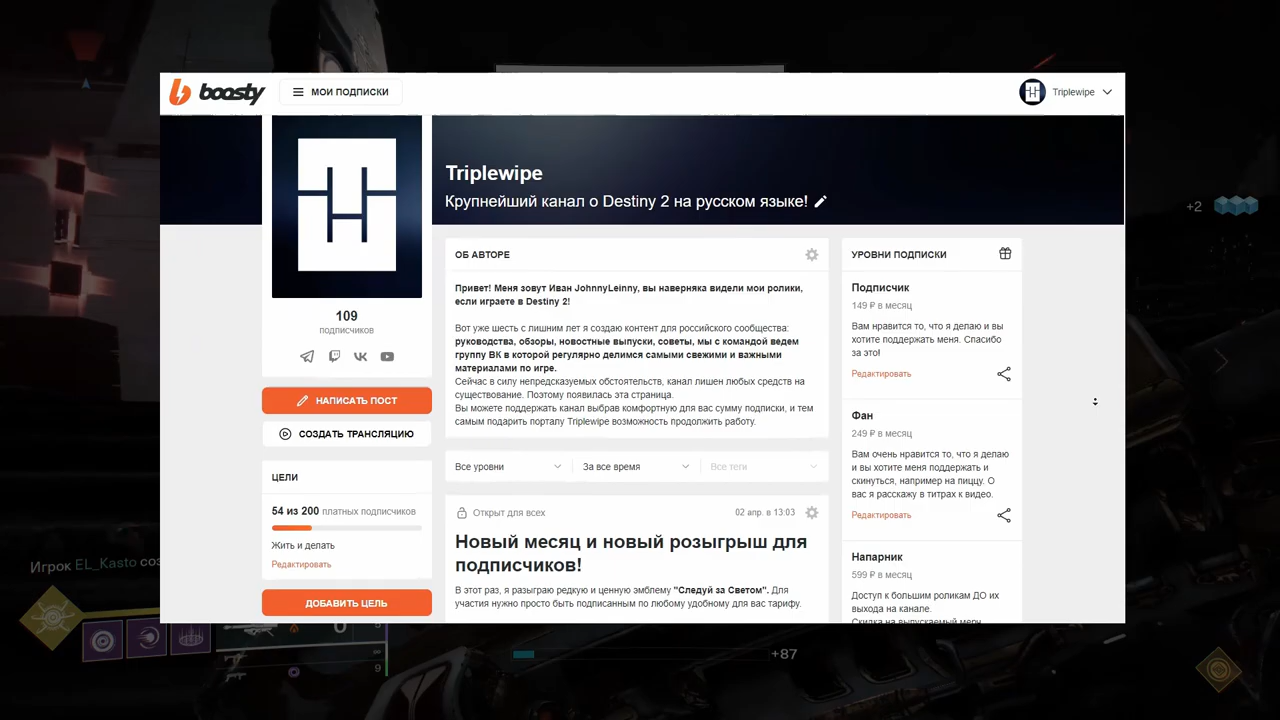 boosty
МОИ ПОДПИСКИ
Triplewipe
Triplewipe
Крупнейший канал о Destiny 2 на русском языке!
109
подписчиков
НАПИСАТЬ ПОСТ
СОЗДАТЬ ТРАНСЛЯЦИЮ
ЦЕЛИ
54 из 200 платных подписчиков
Жить и делать
Редактировать
ДОБАВИТЬ ЦЕЛЬ
ОБ АВТОРЕ
Привет! Меня зовут Иван JohnnyLeinny, вы наверняка видели мои ролики,
если играете в Destiny 2!
Вот уже шесть с лишним лет я создаю контент для российского сообщества:
руководства, обзоры, новостные выпуски, советы, мы с командой ведем
группу ВК в которой регулярно делимся самыми свежими и важными
материалами по игре.
Сейчас в силу непредсказуемых обстоятельств, канал лишен любых средств на
существование. Поэтому появилась эта страница.
Вы можете поддержать канал выбрав комфортную для вас сумму подписки, и тем
самым подарить порталу Triplewipe возможность продолжить работу.
Все уровни
За все время
Все теги
Открыт для всех
02 апр. в 13:03
Новый месяц и новый розыгрыш для
подписчиков!
В этот раз, я разыграю редкую и ценную эмблему "Следуй за Светом". Для
участия нужно просто быть подписанным по любому удобному для вас тарифу.
УРОВНИ ПОДПИСКИ
Подписчик
149 ₽ в месяц
Вам нравится то, что я делаю и вы
хотите поддержать меня. Спасибо
за это!
Редактировать
Фан
249 ₽ в месяц
Вам очень нравится то, что я делаю
и вы хотите меня поддержать и
скинуться, например на пиццу. О
вас я расскажу в титрах к видео.
Редактировать
Напарник
599 ₽ в месяц
Доступ к большим роликам ДО их
выхода на канале.
Скидка на выпускаемый мерч
+2
Игрок EL_Kasto соз
0
9
+87